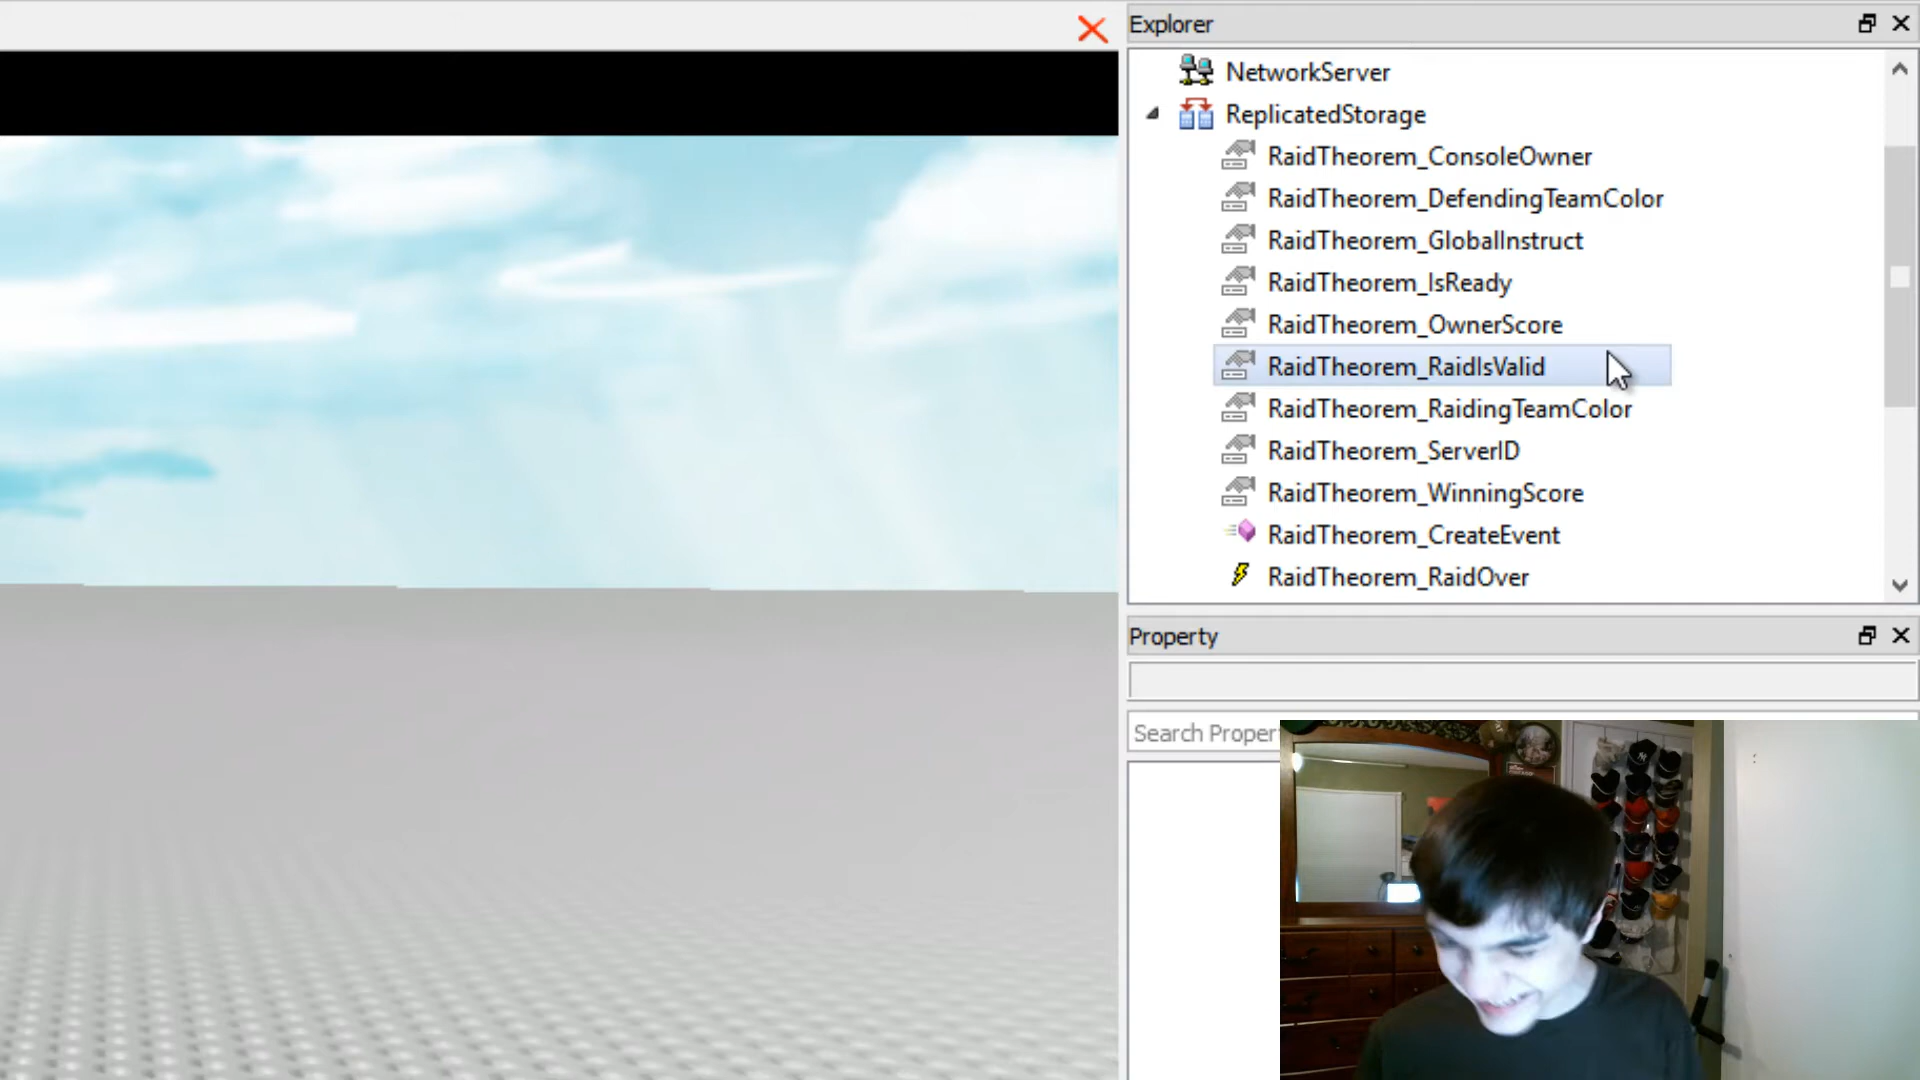 Explorer
NetworkServer
ReplicatedStorage
RaidTheorem_ConsoleOwner
RaidTheorem_DefendingTeamColor
RaidTheorem_GlobalInstruct
RaidTheorem_IsReady
RaidTheorem_OwnerScore
RaidTheorem_RaidIsValid
RaidTheorem_RaidingTeamColor
RaidTheorem_ServerID
RaidTheorem_WinningScore
RaidTheorem_CreateEvent
RaidTheorem_RaidOver
Property
Search Proper